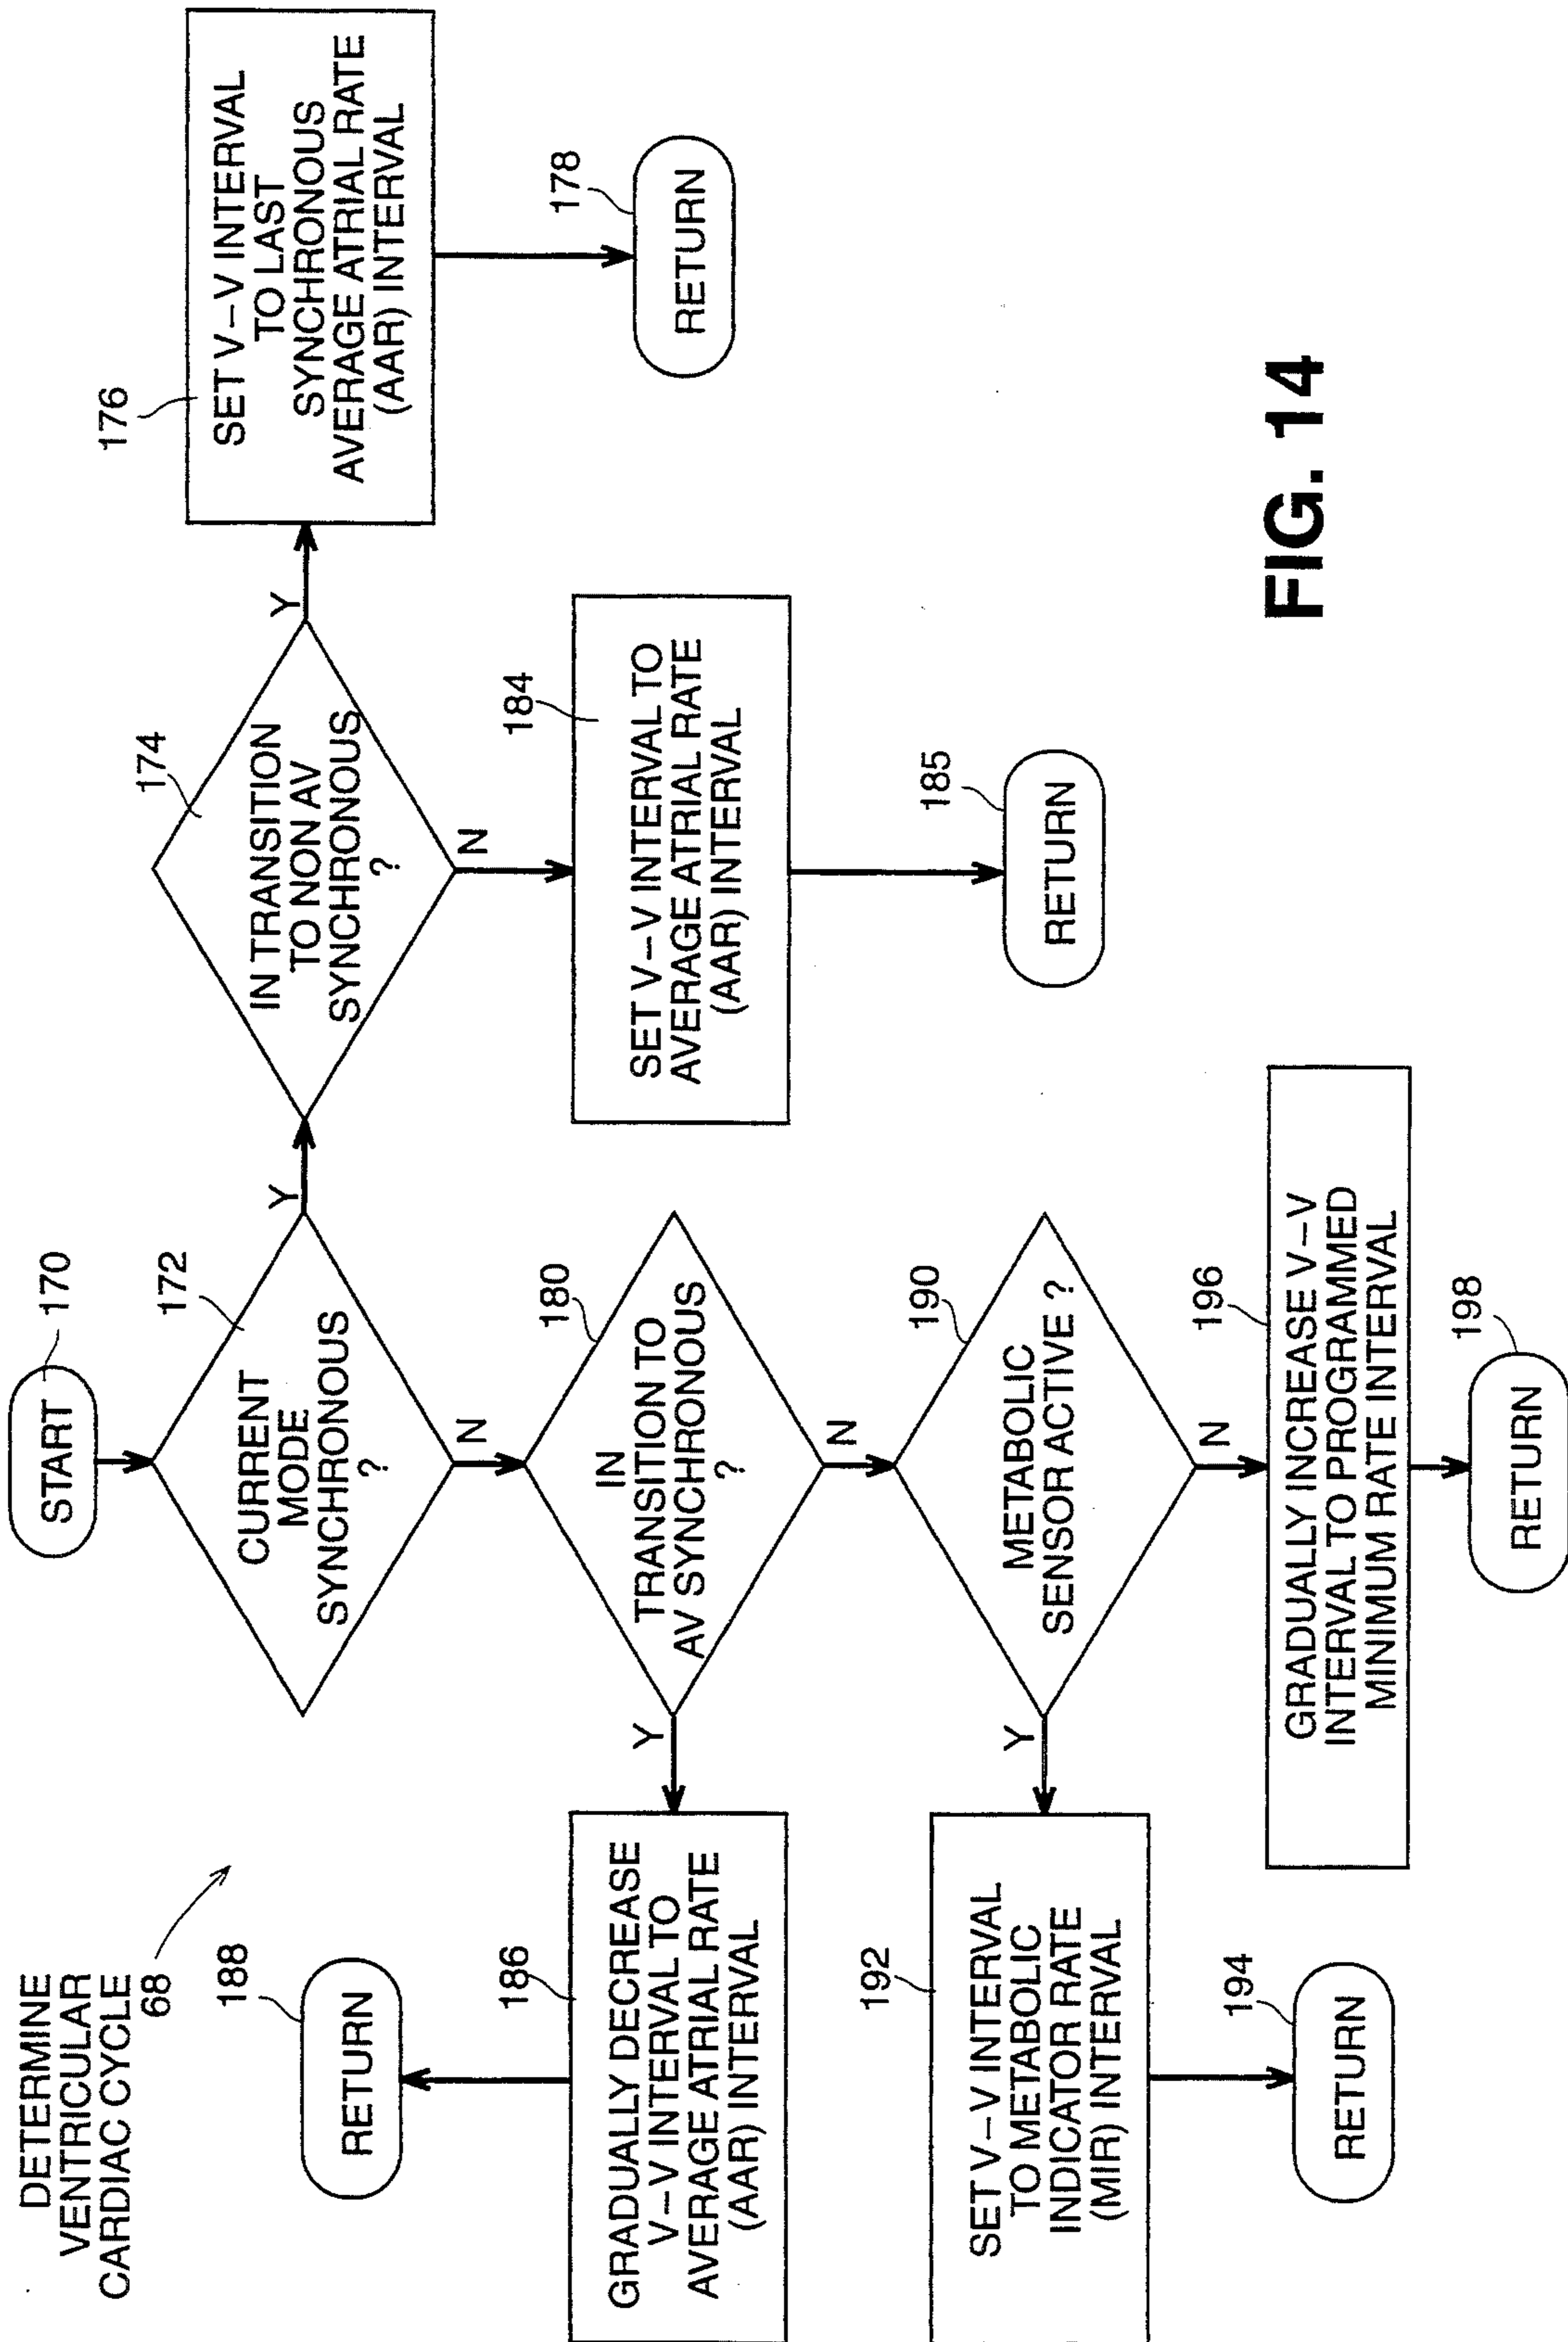 DETERMINE
VENTRICULAR
CARDIAC CYCLE
68
START
170
CURRENT
MODE
SYNCHRONOUS
?
172
Y
N
IN TRANSITION
TO NON AV
SYNCHRONOUS
?
174
Y
N
SET V-V INTERVAL
TO LAST
SYNCHRONOUS
AVERAGE ATRIAL RATE
(AAR) INTERVAL
176
RETURN
178
SET V-V INTERVAL TO
AVERAGE ATRIAL RATE
(AAR) INTERVAL
184
RETURN
185
IN
TRANSITION TO
AV SYNCHRONOUS
?
180
Y
N
GRADUALLY DECREASE
V-V INTERVAL TO
AVERAGE ATRIAL RATE
(AAR) INTERVAL
186
RETURN
188
METABOLIC
SENSOR ACTIVE ?
190
Y
N
SET V-V INTERVAL
TO METABOLIC
INDICATOR RATE
(MIR) INTERVAL
192
RETURN
194
GRADUALLY INCREASE V-V
INTERVAL TO PROGRAMMED
MINIMUM RATE INTERVAL
196
RETURN
198
FIG. 14